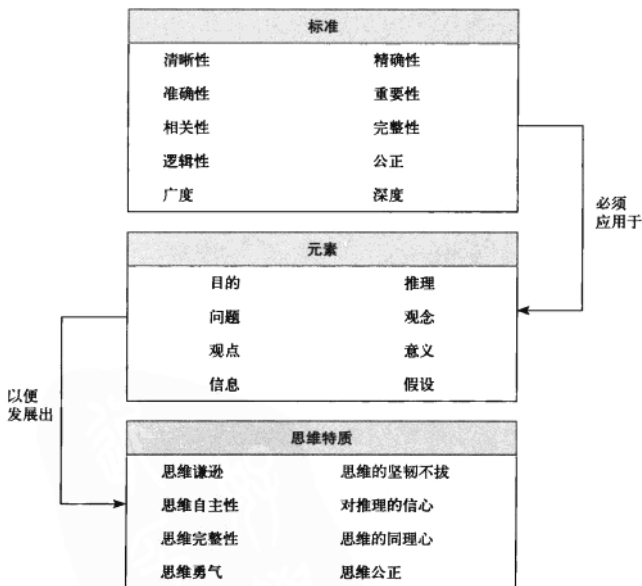 标准
清晰性 精确性
准确性 重要性
相关性 完整性
逻辑性 公正
广度 深度
必须
应用于
元素
目的 推理
问题 观念
观点 意义
信息 假设
以便
发展出
思维特质
思维谦逊 思维的坚韧不拔
思维自主性 对推理的信心
思维完整性 思维的同理心
思维勇气 思维公正